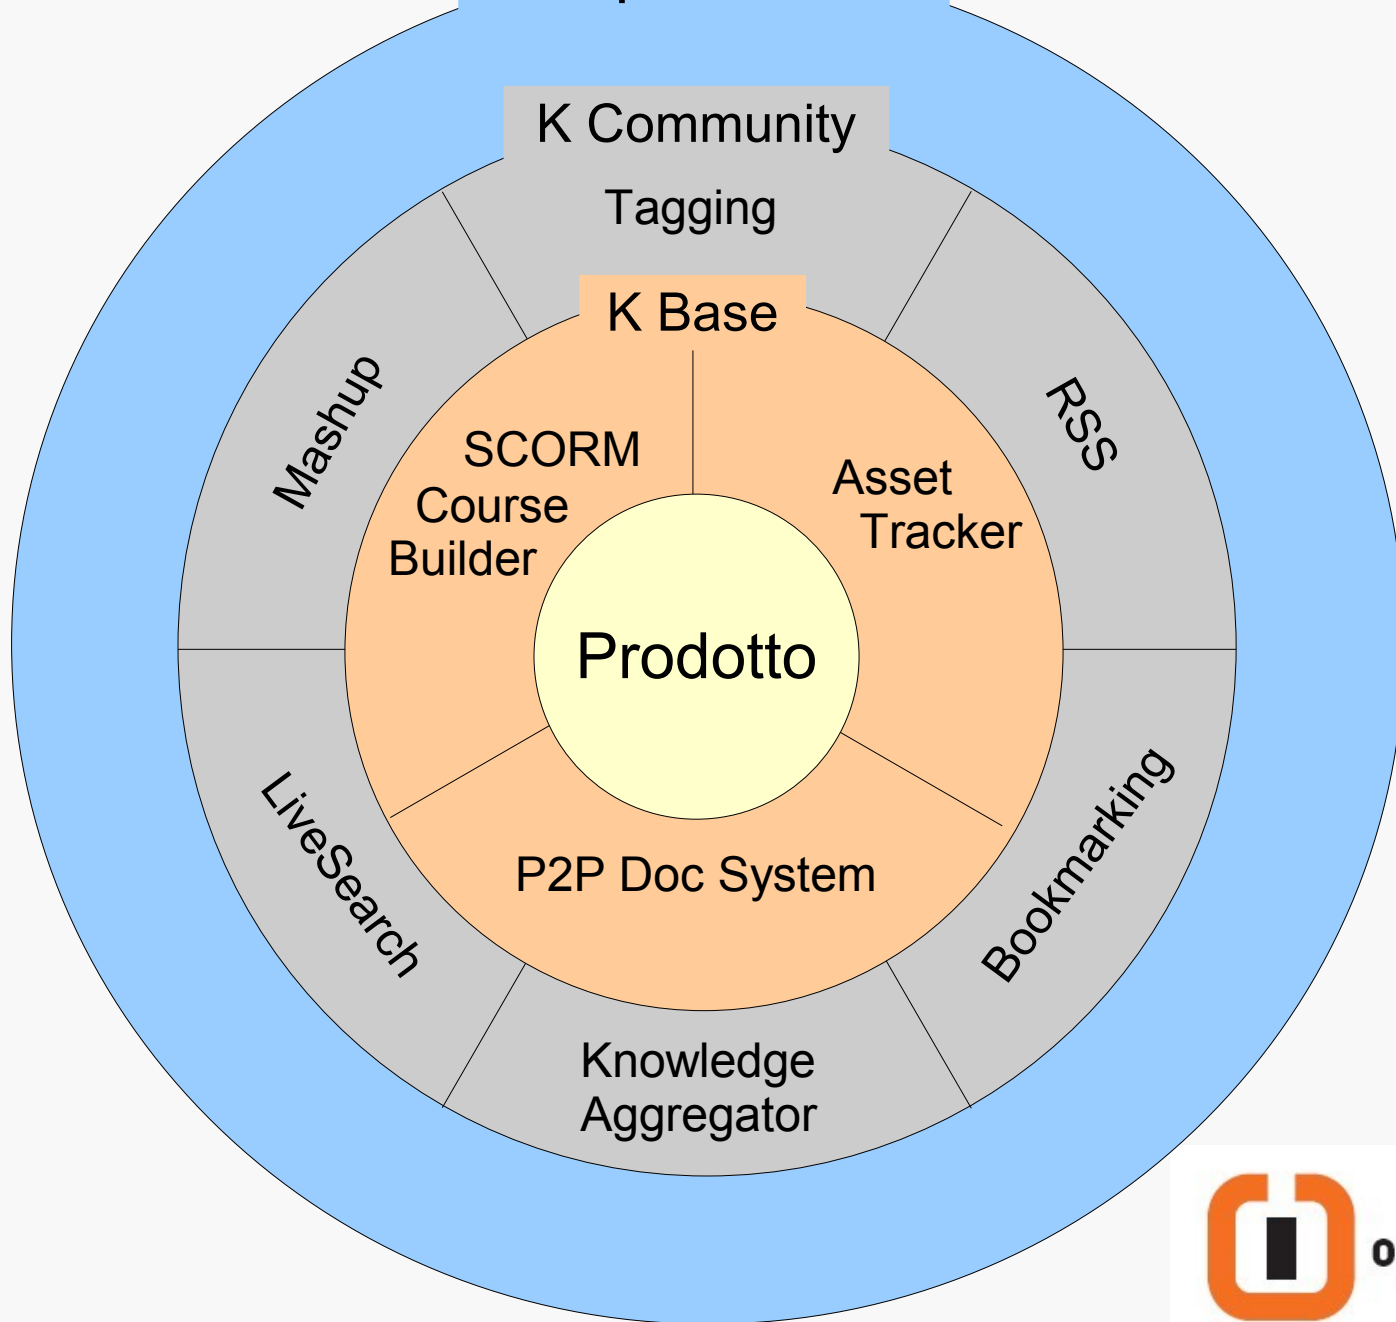 K Community
Tagging
K Base
Mashup
RSS
SCORM
Course
Builder
Asset
Tracker
Prodotto
LiveSearch
Bookmarking
P2P Doc System
Knowledge
Aggregator